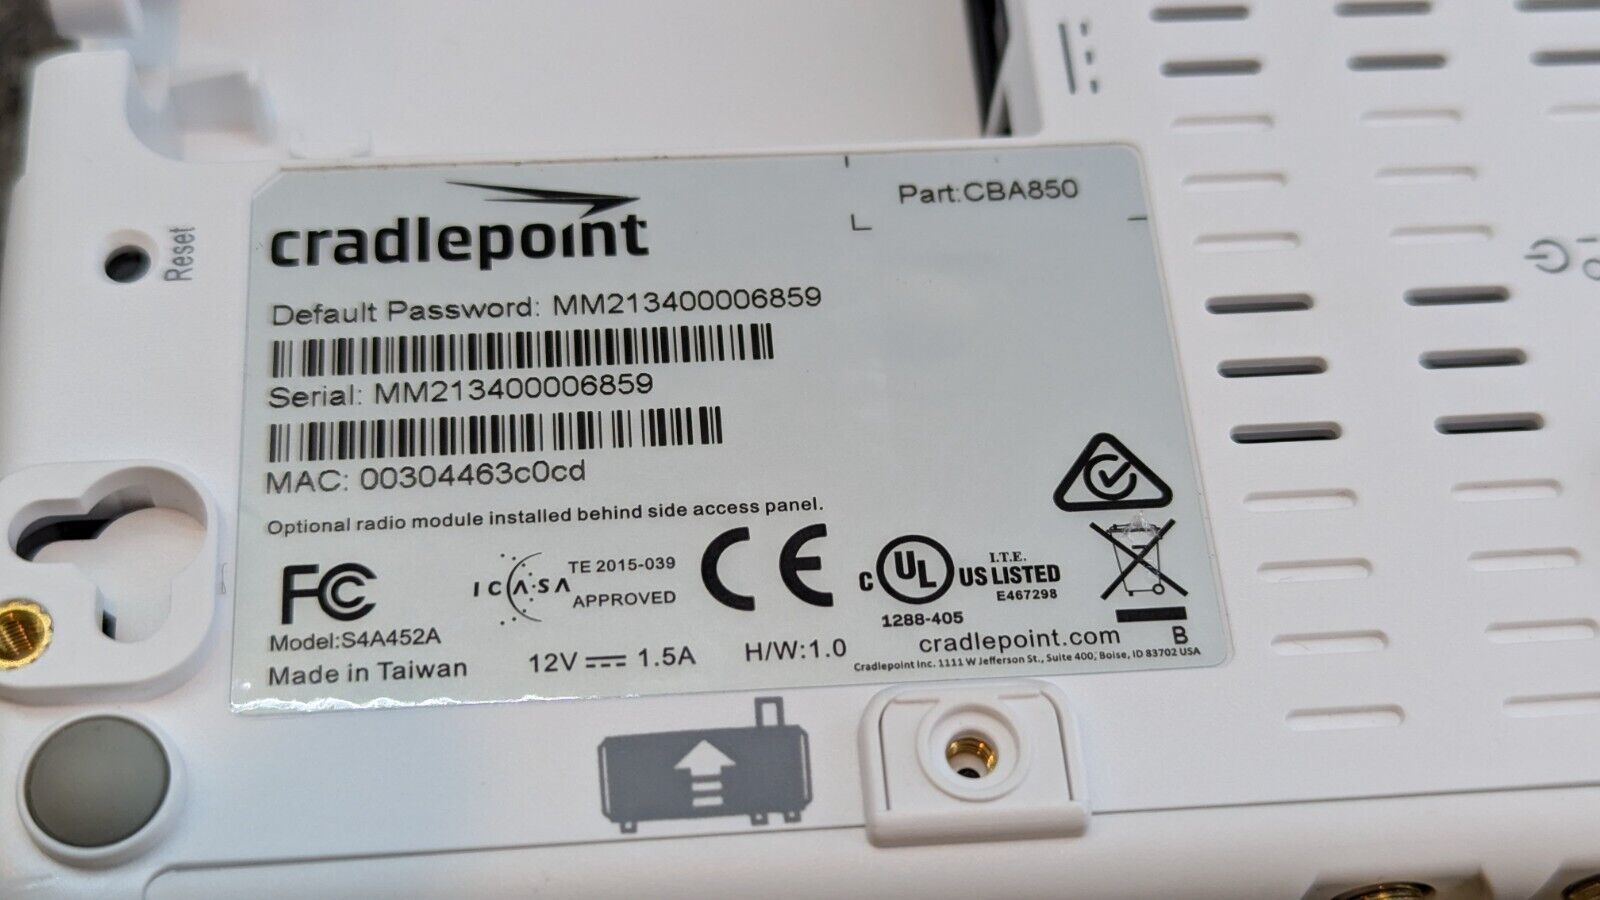 Reset
cradlepoint
Part:CBA850
Default Password: MM213400006859
Serial: MM213400006859
MAC: 00304463c0cd
Optional radio module installed behind side access panel.
FCC
ICASA
TE 2015-039
APPROVED
CE
c UL US LISTED
I.T.E.
E467298
1288-405
Model:S4A452A
Made in Taiwan
12V 1.5A
H/W:1.0
cradlepoint.com
B
Cradlepoint Inc. 1111 W Jefferson St., Suite 400, Boise, ID 83702 USA